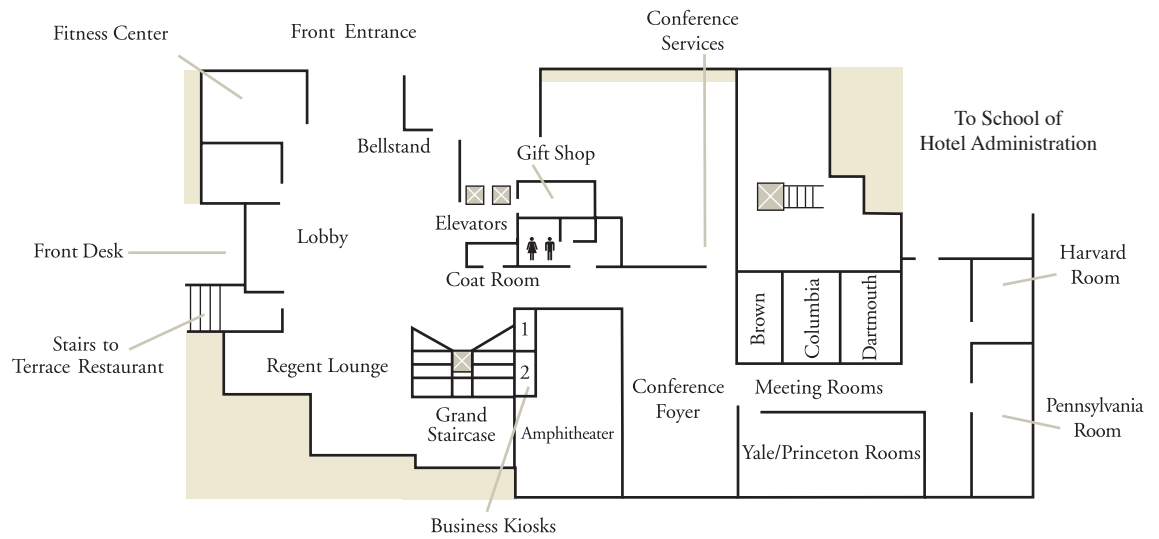 Fitness Center
Front Entrance
Conference
Services
To School of
Hotel Administration
Bellstand
Gift Shop
Elevators
Lobby
Front Desk
Coat Room
Harvard
Room
Stairs to
Terrace Restaurant
Regent Lounge
1
2
Grand
Staircase
Amphitheater
Conference
Foyer
Brown
Columbia
Dartmouth
Meeting Rooms
Yale/Princeton Rooms
Pennsylvania
Room
Business Kiosks